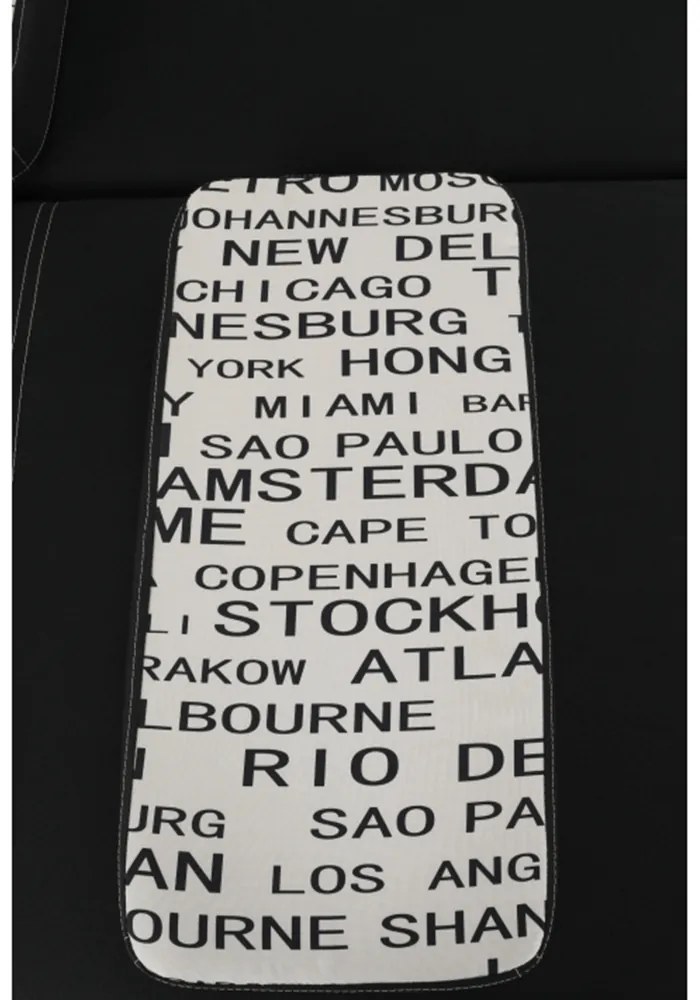 ETRO MOSC
JOHANNESBURG
NEW DEL
CHICAGO T
NESBURG T
YORK HONG
Y MIAMI BAR
SAO PAULO
AMSTERDA
ME CAPE TO
COPENHAGE
LI STOCKHO
RAKOW ATLA
LBOURNE
RIO DE
URG SAO PA
AN LOS ANG
OURNE SHAN